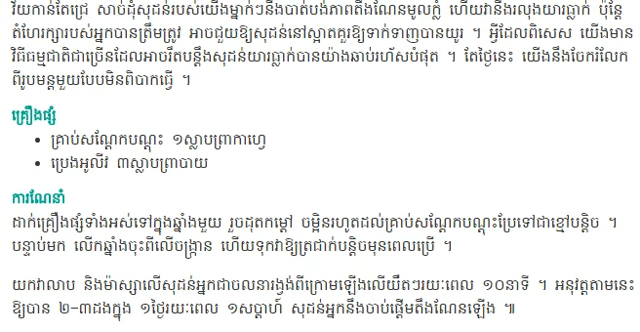 វ័យកាន់តែជ្រេ សាច់ដុំសុដន់របស់យើងម្នាក់ៗនឹងបាត់បង់ភាពតឹងណែនមូលក្លំ ហើយវានឹងរលុងយារធ្លាក់ ប៉ុន្តែ
តំហែរក្សារបស់អ្នកបានត្រឹមត្រូវ អាចជួយឱ្យសុដន់នៅស្អាតគួរឱ្យទាក់ទាញបានយូរ ។ អ្វីដែលពិសេស យើងមាន
វិធីធម្មជាតិជាច្រើនដែលអាចរឹតបន្តឹងសុដន់យារធ្លាក់បានយ៉ាងឆាប់រហ័សបំផុត ។ តែថ្ងៃនេះ យើងនឹងចែករំលែក
ពីរូបមន្តមួយបែបមិនពិបាកធ្វើ ។
គ្រឿងផ្សំ
• គ្រាប់សណ្តែកបណ្តុះ ១ស្លាបព្រាកាហ្វេ
• ប្រេងអូលីវ ៣ស្លាបព្រាបាយ
ការណែនាំ
ដាក់គ្រឿងផ្សំទាំងអស់ទៅក្នុងឆ្នាំងមួយ រួចដុតកម្តៅ ចម្អិនរហូតដល់គ្រាប់សណ្តែកបណ្តុះប្រែទៅជាខ្មៅបន្តិច ។
បន្ទាប់មក លើកឆ្នាំងចុះពីលើចង្ក្រាន ហើយទុកវាឱ្យត្រជាក់បន្តិចមុនពេលប្រើ ។
យកវាលាប និងម៉ាស្សាលើសុដន់អ្នកជាចលនារង្វង់ពីក្រោមឡើងលើយឺតៗរយៈពេល ១០នាទី ។ អនុវត្តតាមនេះ
ឱ្យបាន ២–៣ដងក្នុង ១ថ្ងៃរយៈពេល ១សប្តាហ៍ សុដន់អ្នកនឹងចាប់ផ្តើមតឹងណែនឡើង ៕